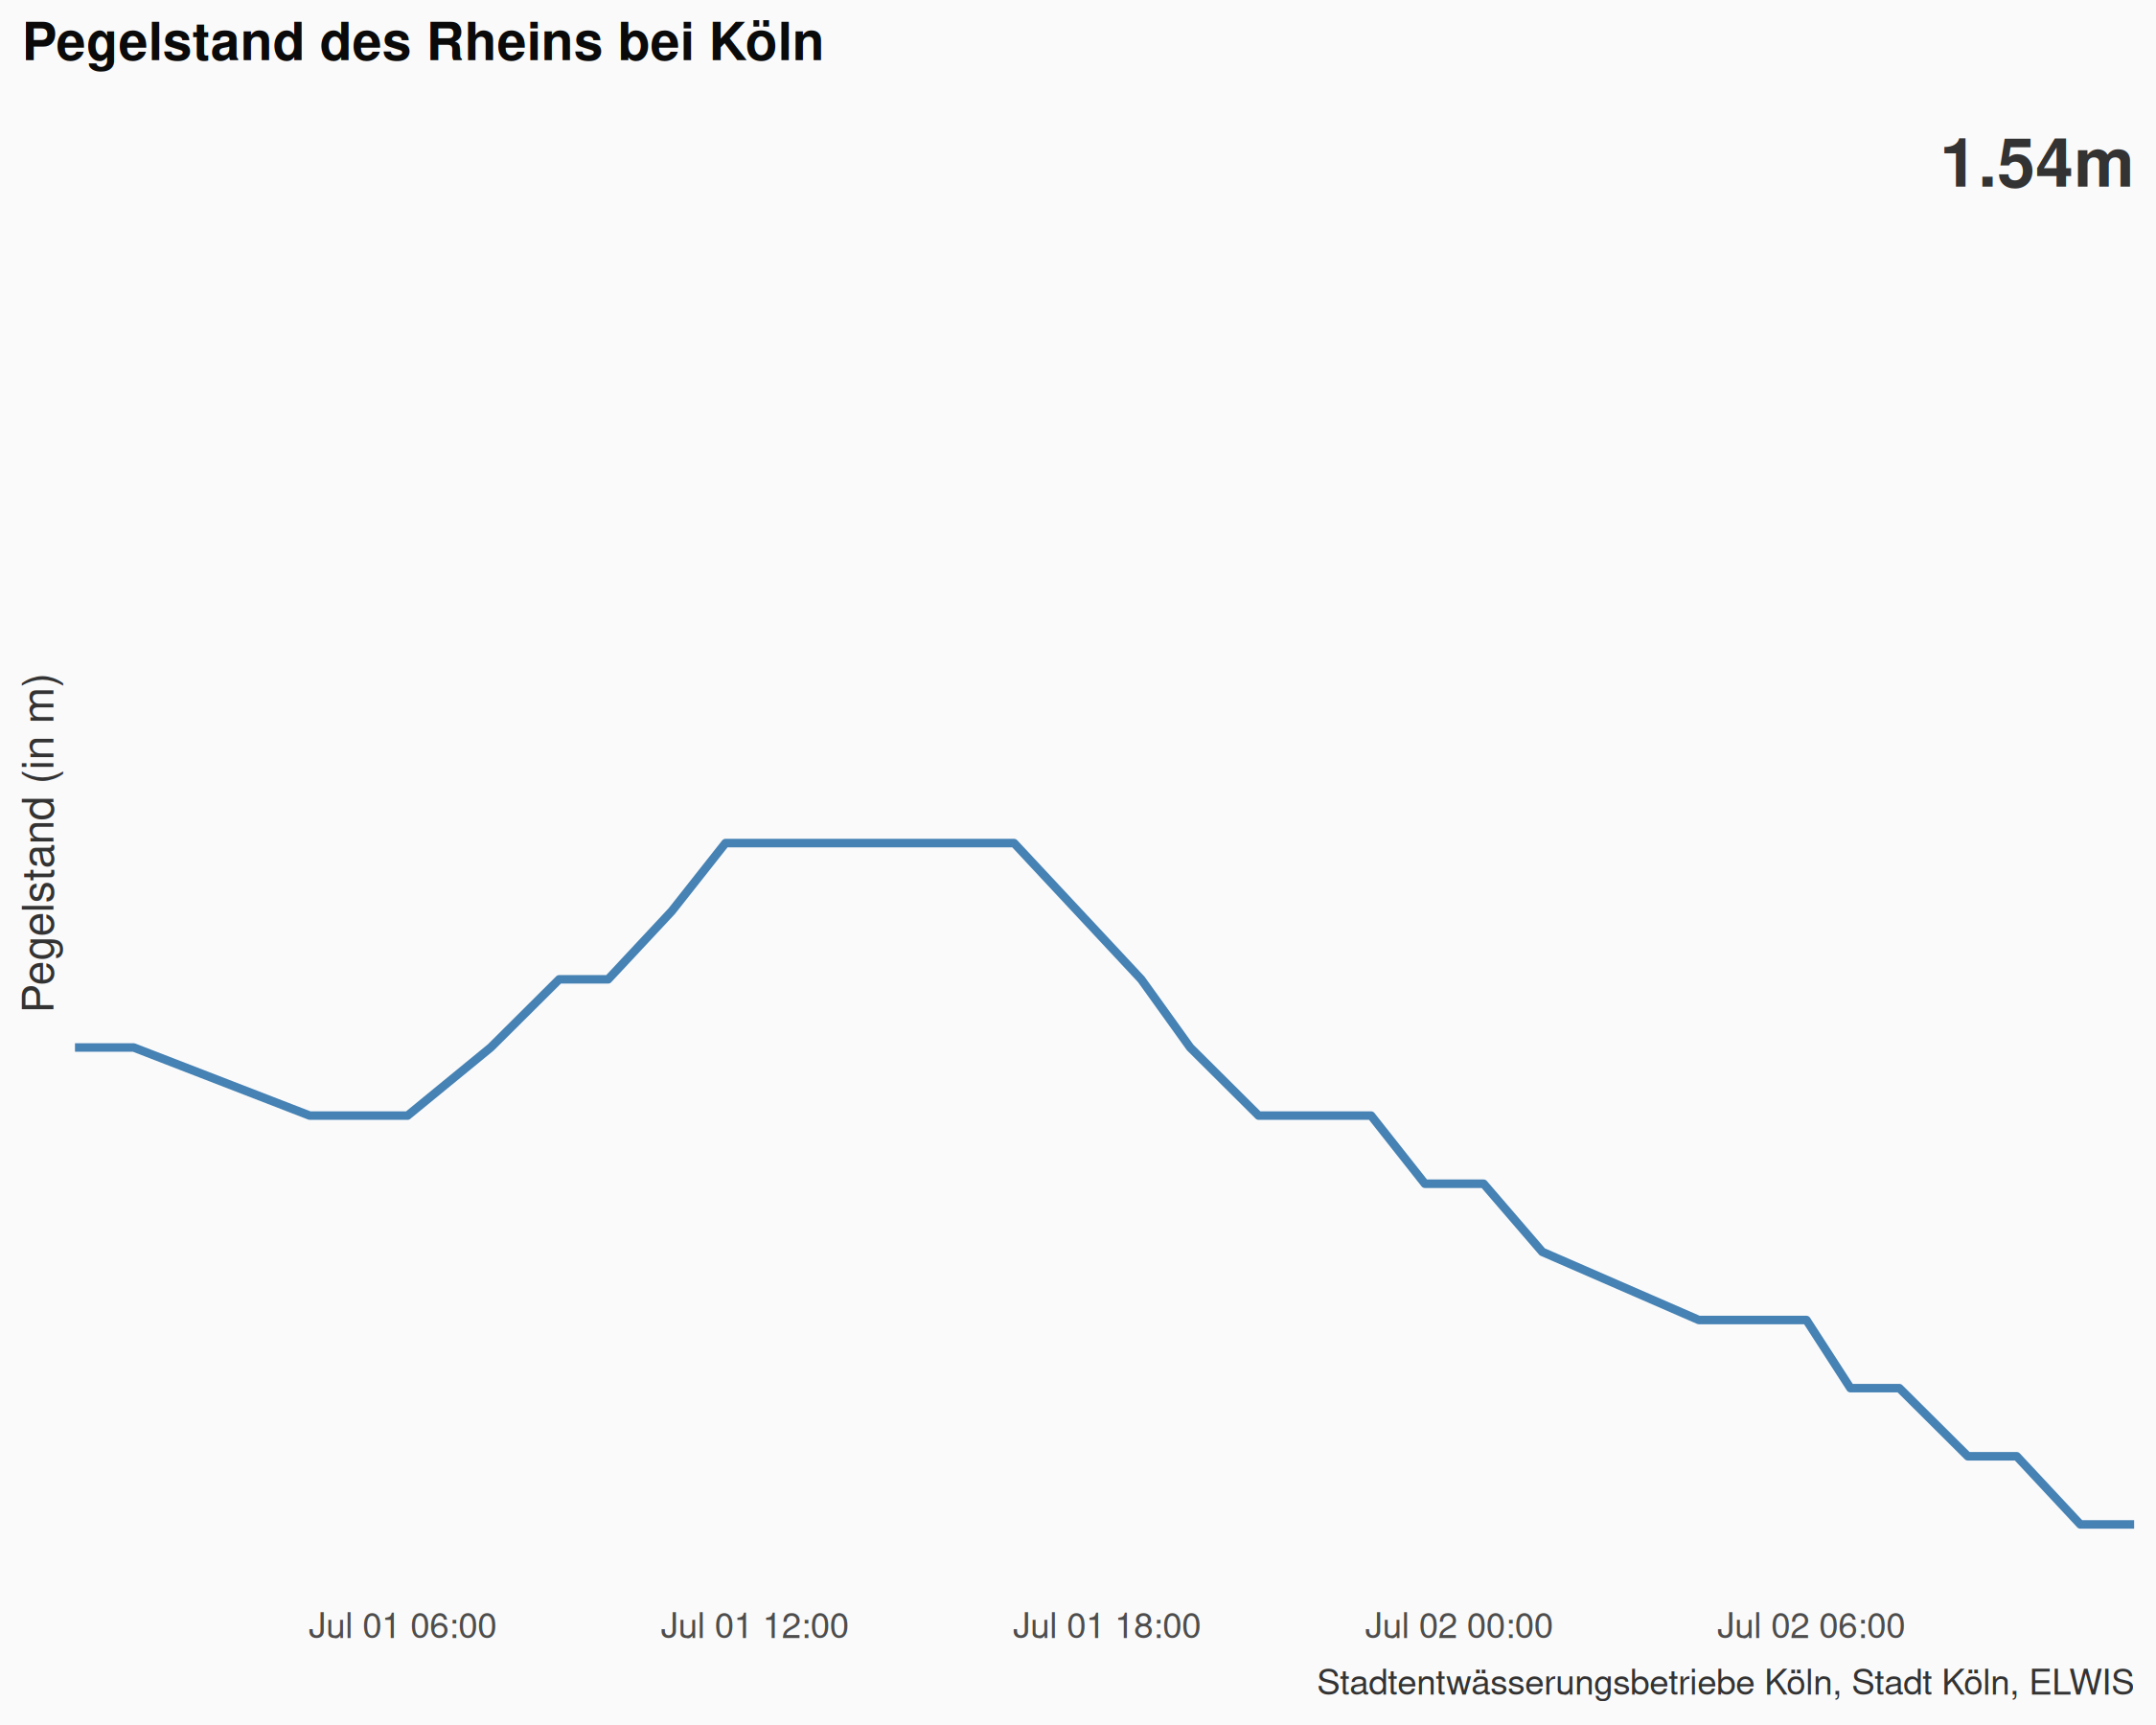 Pegelstand des Rheins bei Köln
1.54m
Pegelstand (in m)
Jul 01 06:00
Jul 01 12:00
Jul 01 18:00
Jul 02 00:00
Jul 02 06:00
Stadtentwässerungsbetriebe Köln, Stadt Köln, ELWIS